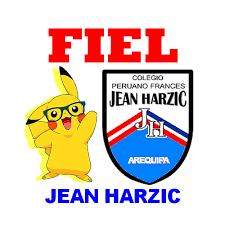 FIEL
COLEGIO
PERUANO FRANCES
JEAN HARZIC
JH
AREQUIPA
JEAN HARZIC